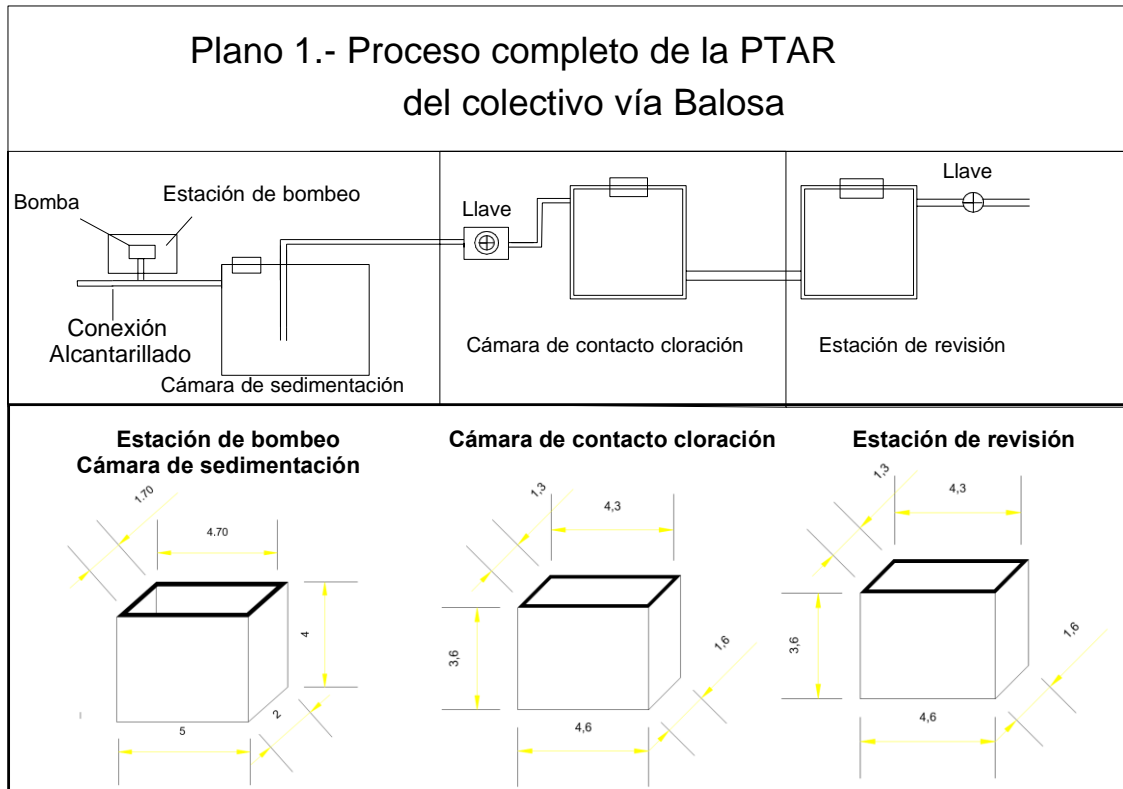 Plano 1.- Proceso completo de la PTAR
del colectivo vía Balosa
Bomba
Estación de bombeo
Conexión
Alcantarillado
Cámara de sedimentación
Llave
Cámara de contacto cloración
Llave
Estación de revisión
Estación de bombeo
Cámara de sedimentación
1.70
4.70
4
2
5
Cámara de contacto cloración
1,3
4,3
3,6
1,6
4,6
Estación de revisión
1,3
4,3
3,6
1,6
4,6